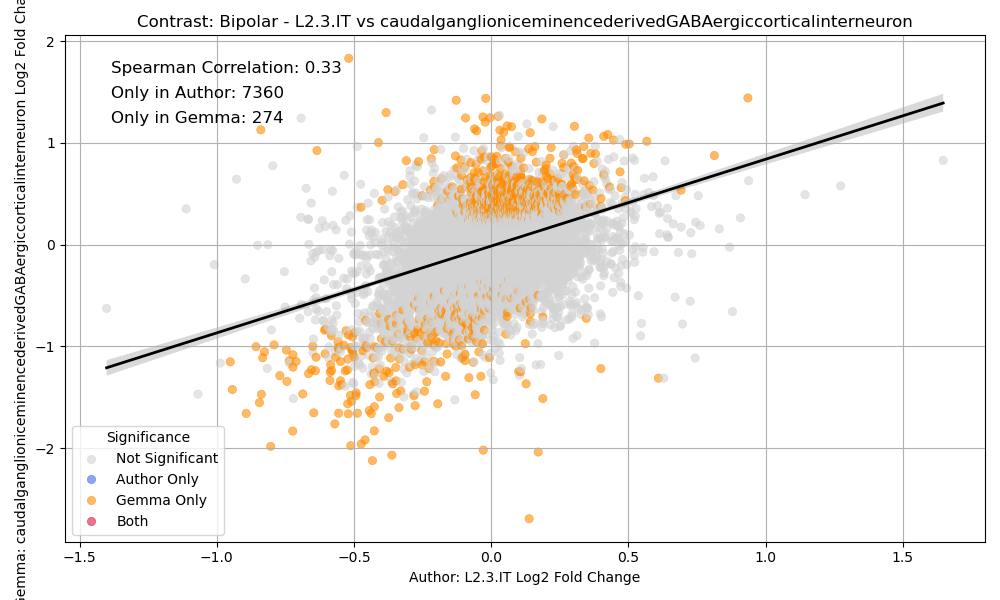 Contrast: Bipolar - L2.3.IT vs caudalganglioniceminencederivedGABAergiccorticalinterneuron
Spearman Correlation: 0.33
Only in Author: 7360
Only in Gemma: 274
2
1
0
−1
−2
Gemma: caudalganglioniceminencederivedGABAergiccorticalinterneuron Log2 Fold Cha
Significance
Not Significant
Author Only
Gemma Only
Both
−1.5
−1.0
−0.5
0.0
0.5
1.0
1.5
Author: L2.3.IT Log2 Fold Change